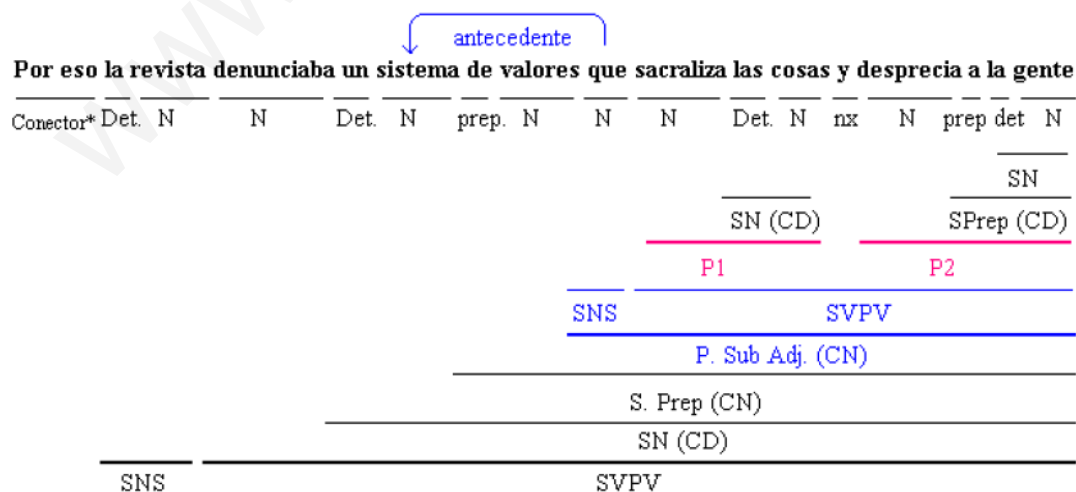 antecedente
Por eso la revista denunciaba un sistema de valores que sacraliza las cosas y desprecia a la gente
Conector* Det. N N Det. N prep. N N N Det. N nx N prep det N
SN
SN (CD) SPrep (CD)
P1 P2
SNS SVPV
P. Sub Adj. (CN)
S. Prep (CN)
SN (CD)
SNS SVPV